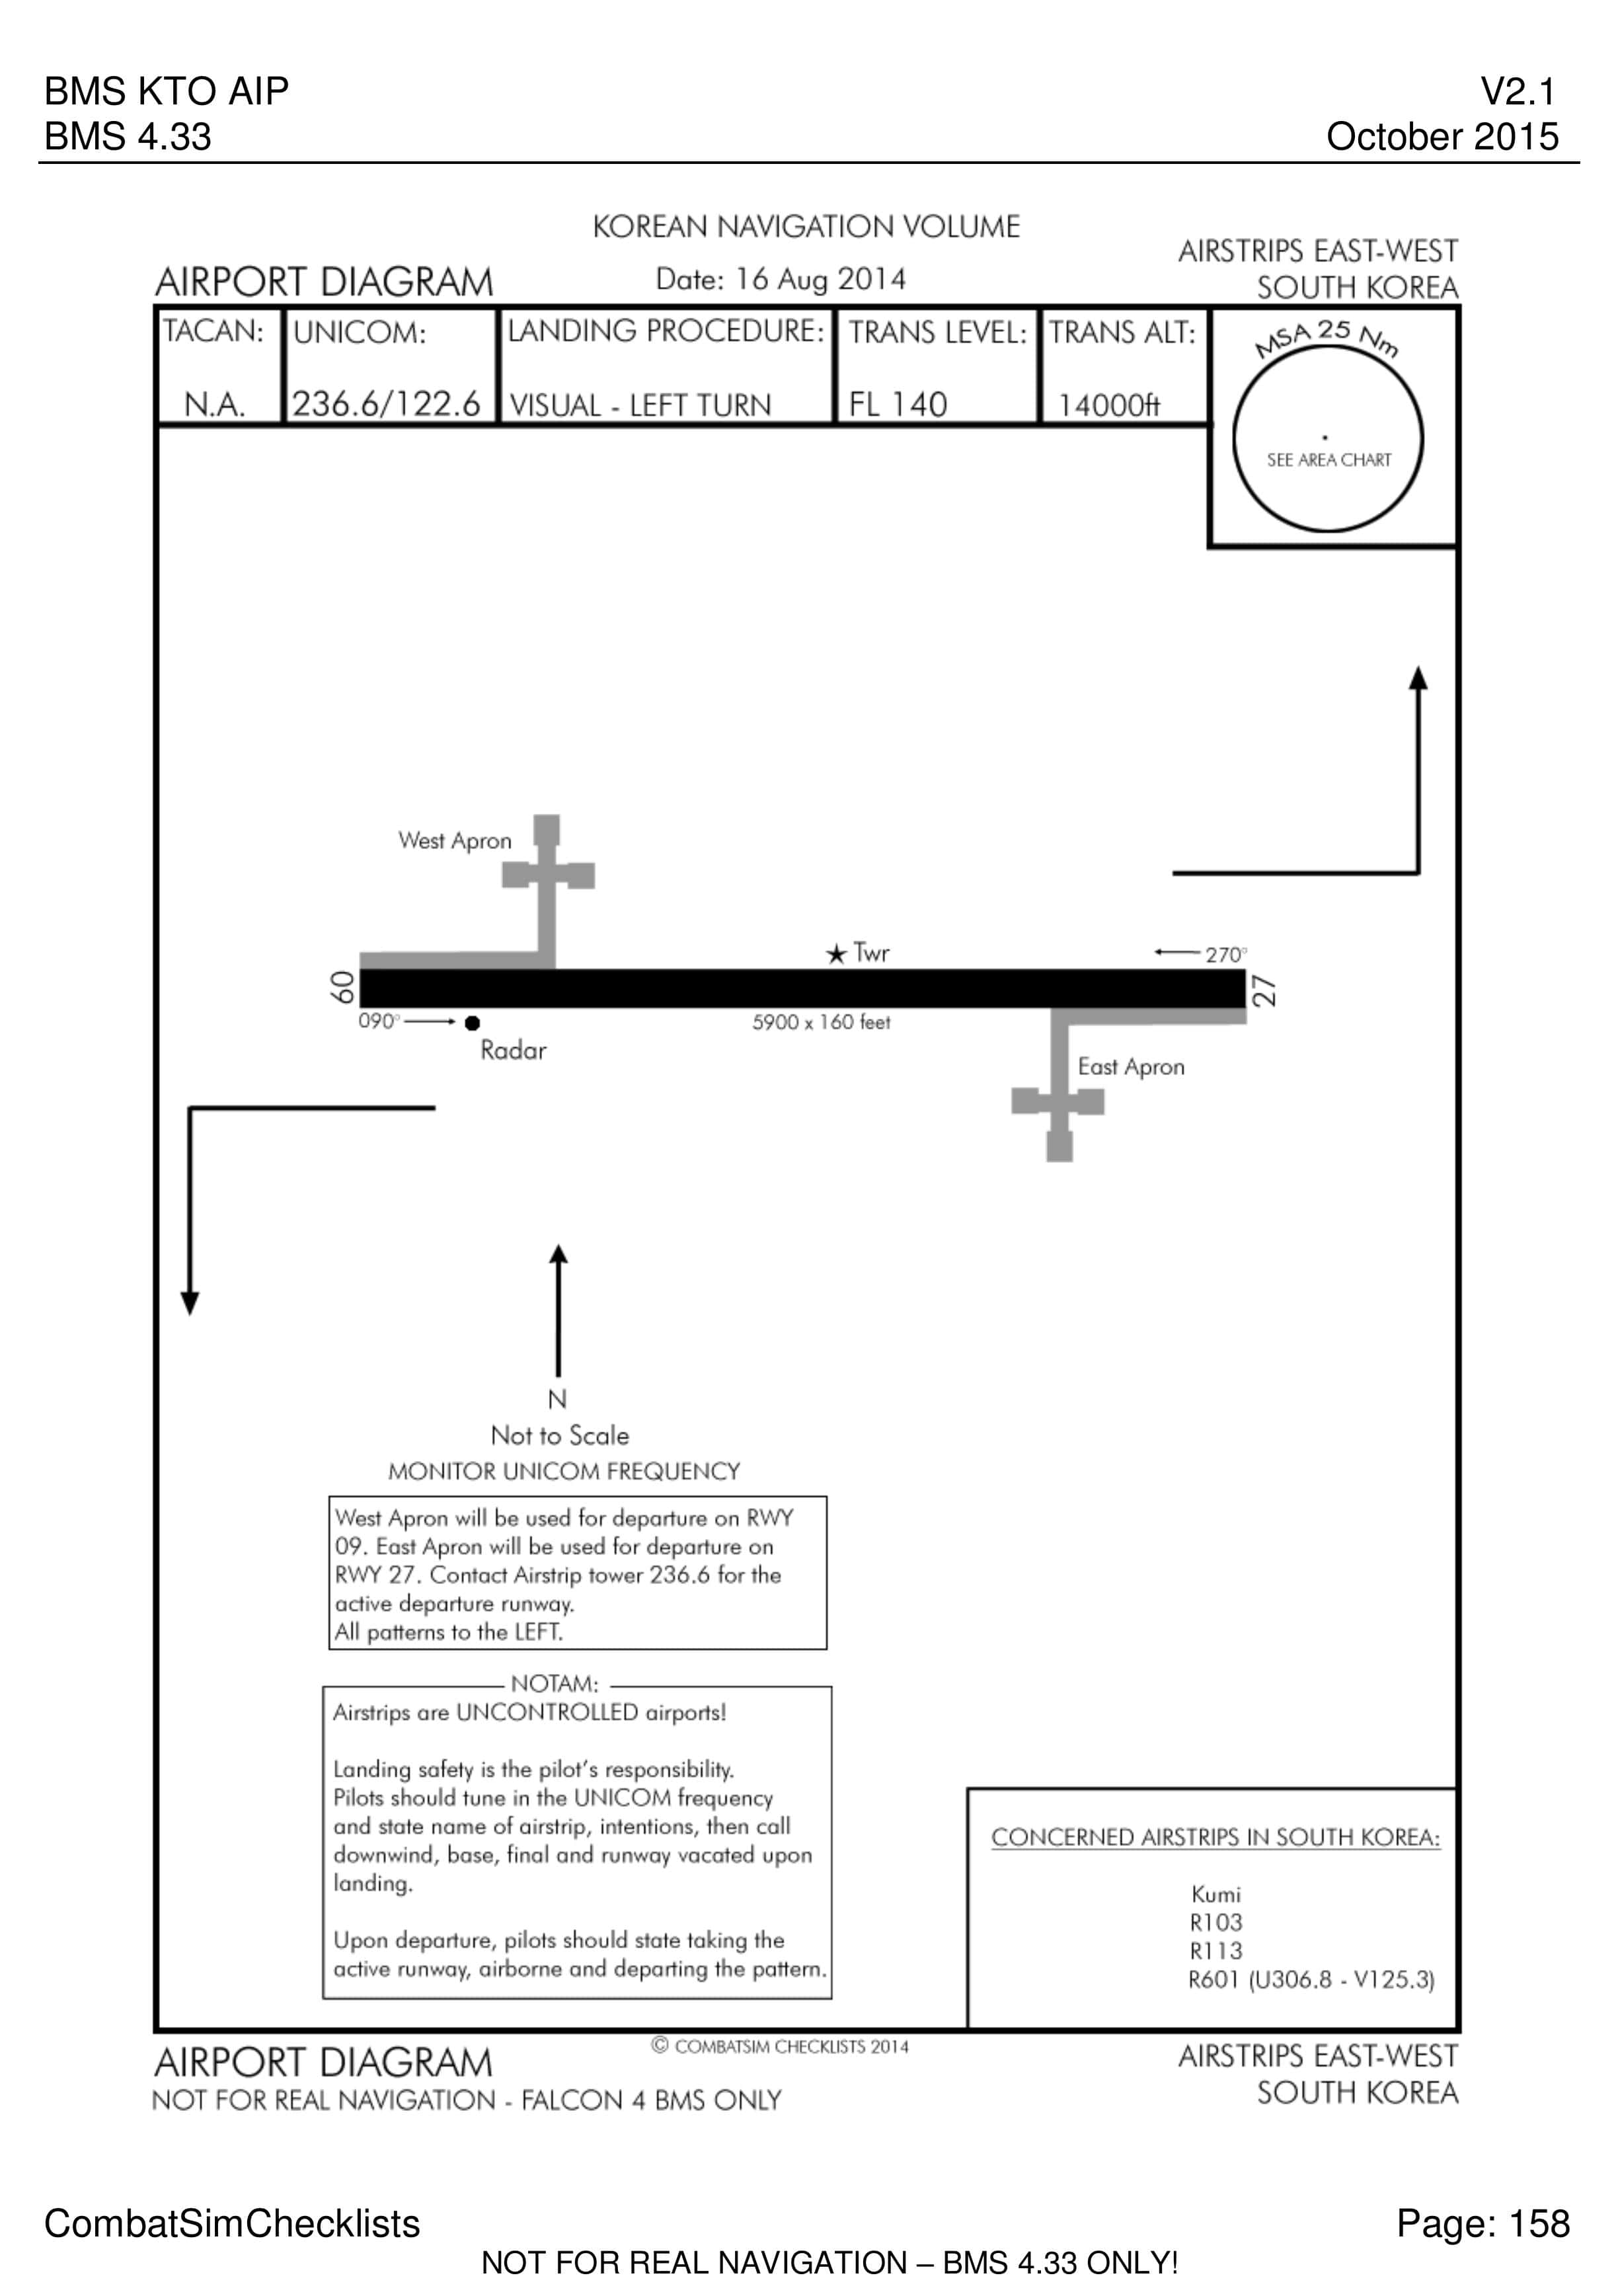 BMS KTO AIP
V2.1
BMS 4.33
October 2015
KOREAN NAVIGATION VOLUME
AIRPORT DIAGRAM
Date: 16 Aug 2014
AIRSTRIPS EAST-WEST
SOUTH KOREA
TACAN:
N.A.
UNICOM:
236.6/122.6
LANDING PROCEDURE:
VISUAL - LEFT TURN
TRANS LEVEL:
FL 140
TRANS ALT:
14000ft
MSA 25 Nm
SEE AREA CHART
West Apron
Twr
270°
09
27
090°
Radar
5900 x 160 feet
East Apron
N
Not to Scale
MONITOR UNICOM FREQUENCY
West Apron will be used for departure on RWY
09. East Apron will be used for departure on
RWY 27. Contact Airstrip tower 236.6 for the
active departure runway.
All patterns to the LEFT.
NOTAM:
Airstrips are UNCONTROLLED airports!
Landing safety is the pilot's responsibility.
Pilots should tune in the UNICOM frequency
and state name of airstrip, intentions, then call
downwind, base, final and runway vacated upon
landing.
Upon departure, pilots should state taking the
active runway, airborne and departing the pattern.
CONCERNED AIRSTRIPS IN SOUTH KOREA:
Kumi
R103
R113
R601 (U306.8 - V125.3)
AIRPORT DIAGRAM
© COMBATSIM CHECKLISTS 2014
AIRSTRIPS EAST-WEST
NOT FOR REAL NAVIGATION - FALCON 4 BMS ONLY
SOUTH KOREA
CombatSimChecklists
Page: 158
NOT FOR REAL NAVIGATION – BMS 4.33 ONLY!